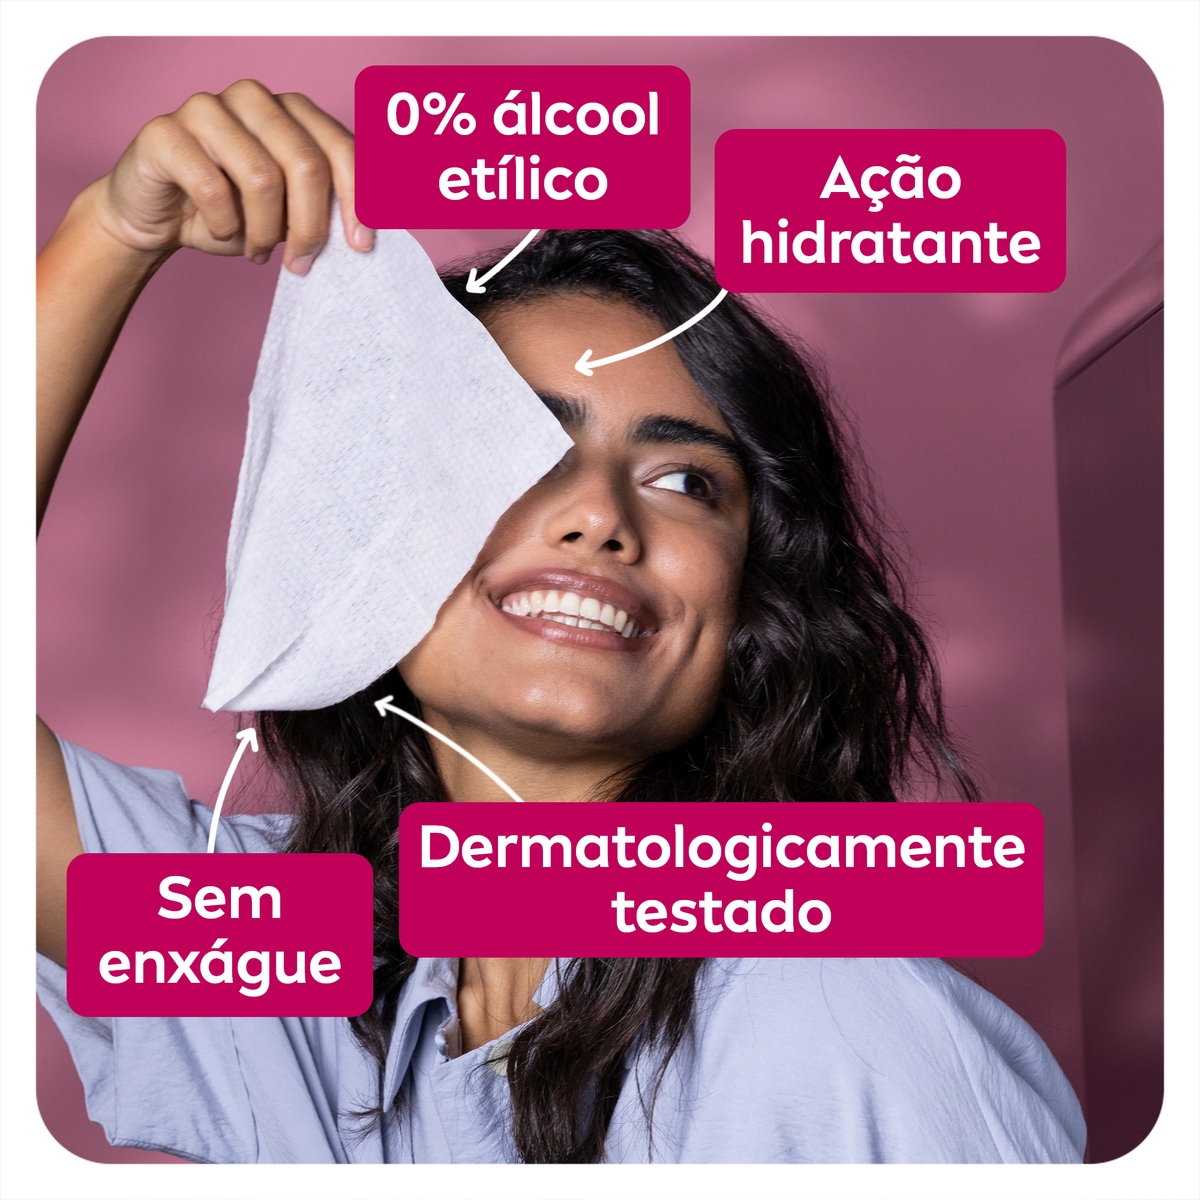 0% álcool
etílico
Ação
hidratante
Sem
enxágue
Dermatologicamente
testado